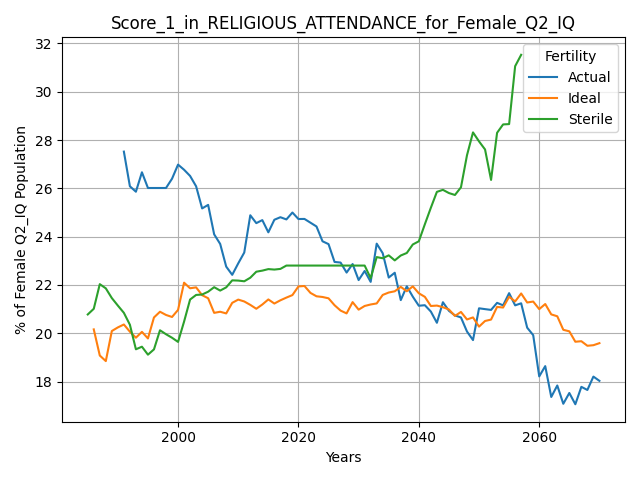 Score_1_in_RELIGIOUS_ATTENDANCE_for_Female_Q2_IQ
% of Female Q2_IQ Population
32
30
28
26
24
22
20
18
Fertility
Actual
Ideal
Sterile
2000
2020
2040
2060
Years